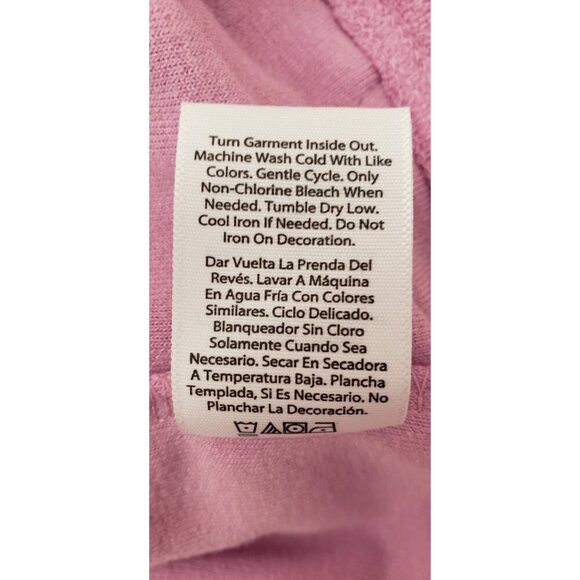 Turn Garment Inside Out.
Machine Wash Cold With Like
Colors. Gentle Cycle. Only
Non-Chlorine Bleach When
Needed. Tumble Dry Low.
Cool Iron If Needed. Do Not
Iron On Decoration.
Dar Vuelta La Prenda Del
Revés. Lavar A Máquina
En Agua Fría Con Colores
Similares. Ciclo Delicado.
Blanqueador Sin Cloro
Solamente Cuando Sea
Necesario. Secar En Secadora
A Temperatura Baja. Plancha
Templada, Si Es Necesario. No
Planchar La Decoración.